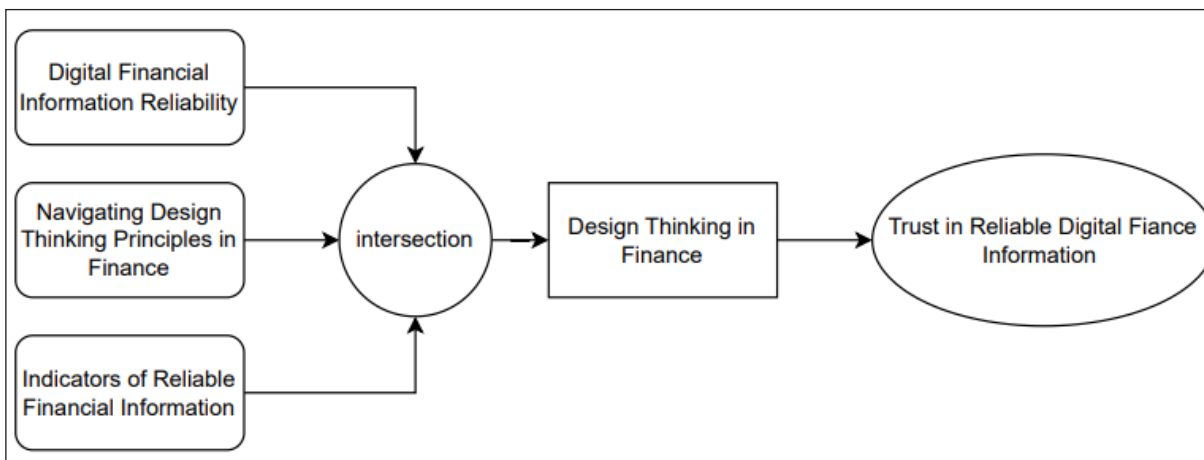 Digital Financial
Information Reliability
Navigating Design
Thinking Principles in
Finance
Indicators of Reliable
Financial Information
intersection
Design Thinking in
Finance
Trust in Reliable Digital Fiance
Information